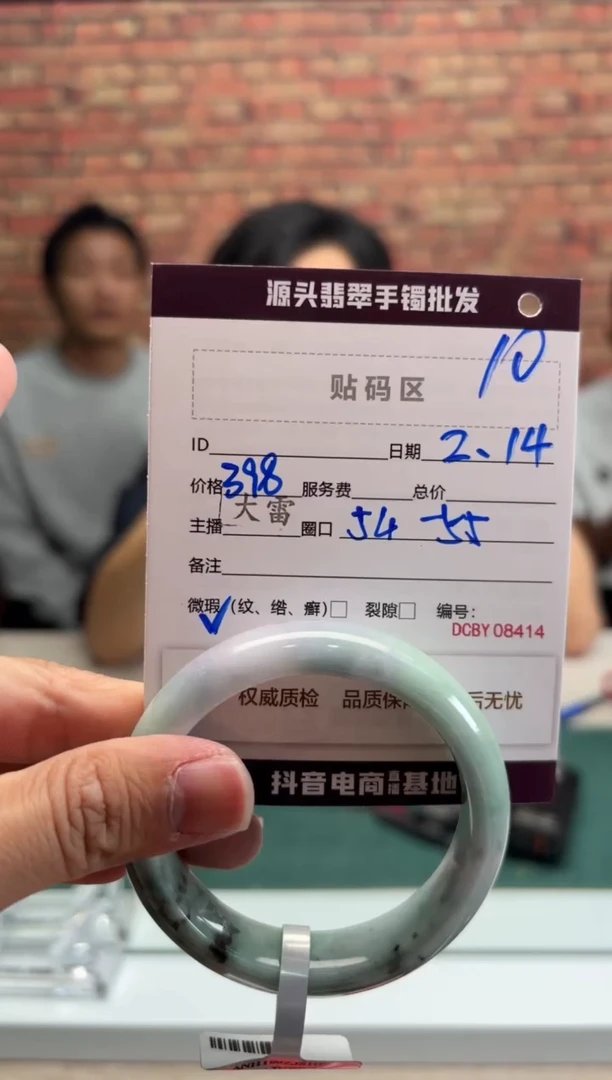 源头翡翠手镯批发
10
贴码区
ID 日期 2、14
价格 398 服务费 总价
主播 大雷 圈口 54-55
备注
微瑕✓(纹、绺、癣)□ 裂隙□ 编号:
DCBY 08414
权威质检 品质保 后无忧
抖音电商直播基地